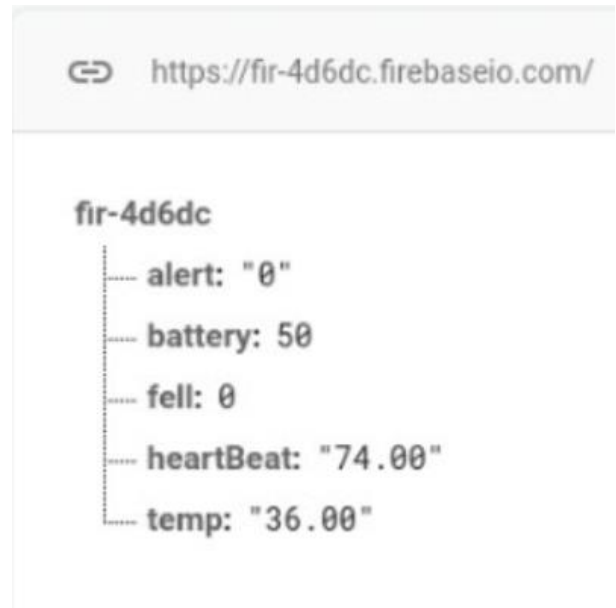 https://fir-4d6dc.firebaseio.com/
fir-4d6dc
alert: "0"
battery: 50
fell: 0
heartBeat: "74.00"
temp: "36.00"